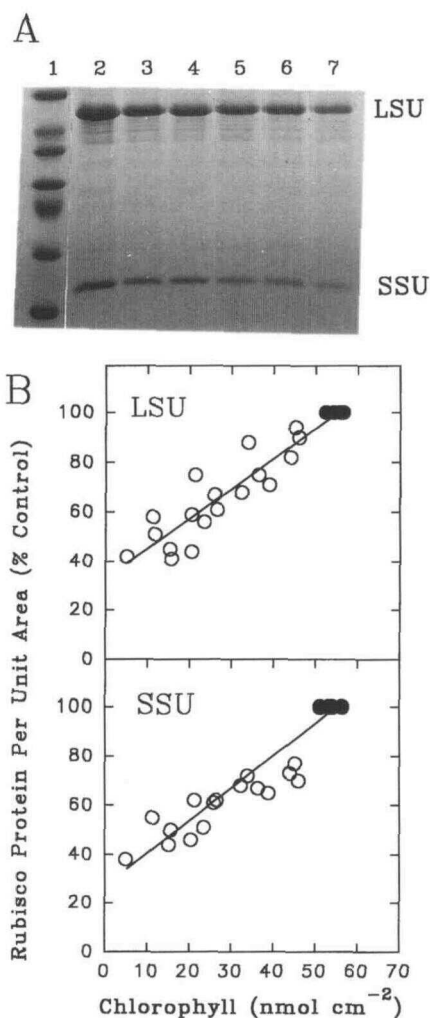 A
1 2 3 4 5 6 7
LSU
SSU
B
LSU
100
80
60
40
20
0
SSU
100
80
60
40
20
0
0 10 20 30 40 50 60 70
Rubisco Protein Per Unit Area (% Control)
Chlorophyll (nmol cm⁻²)